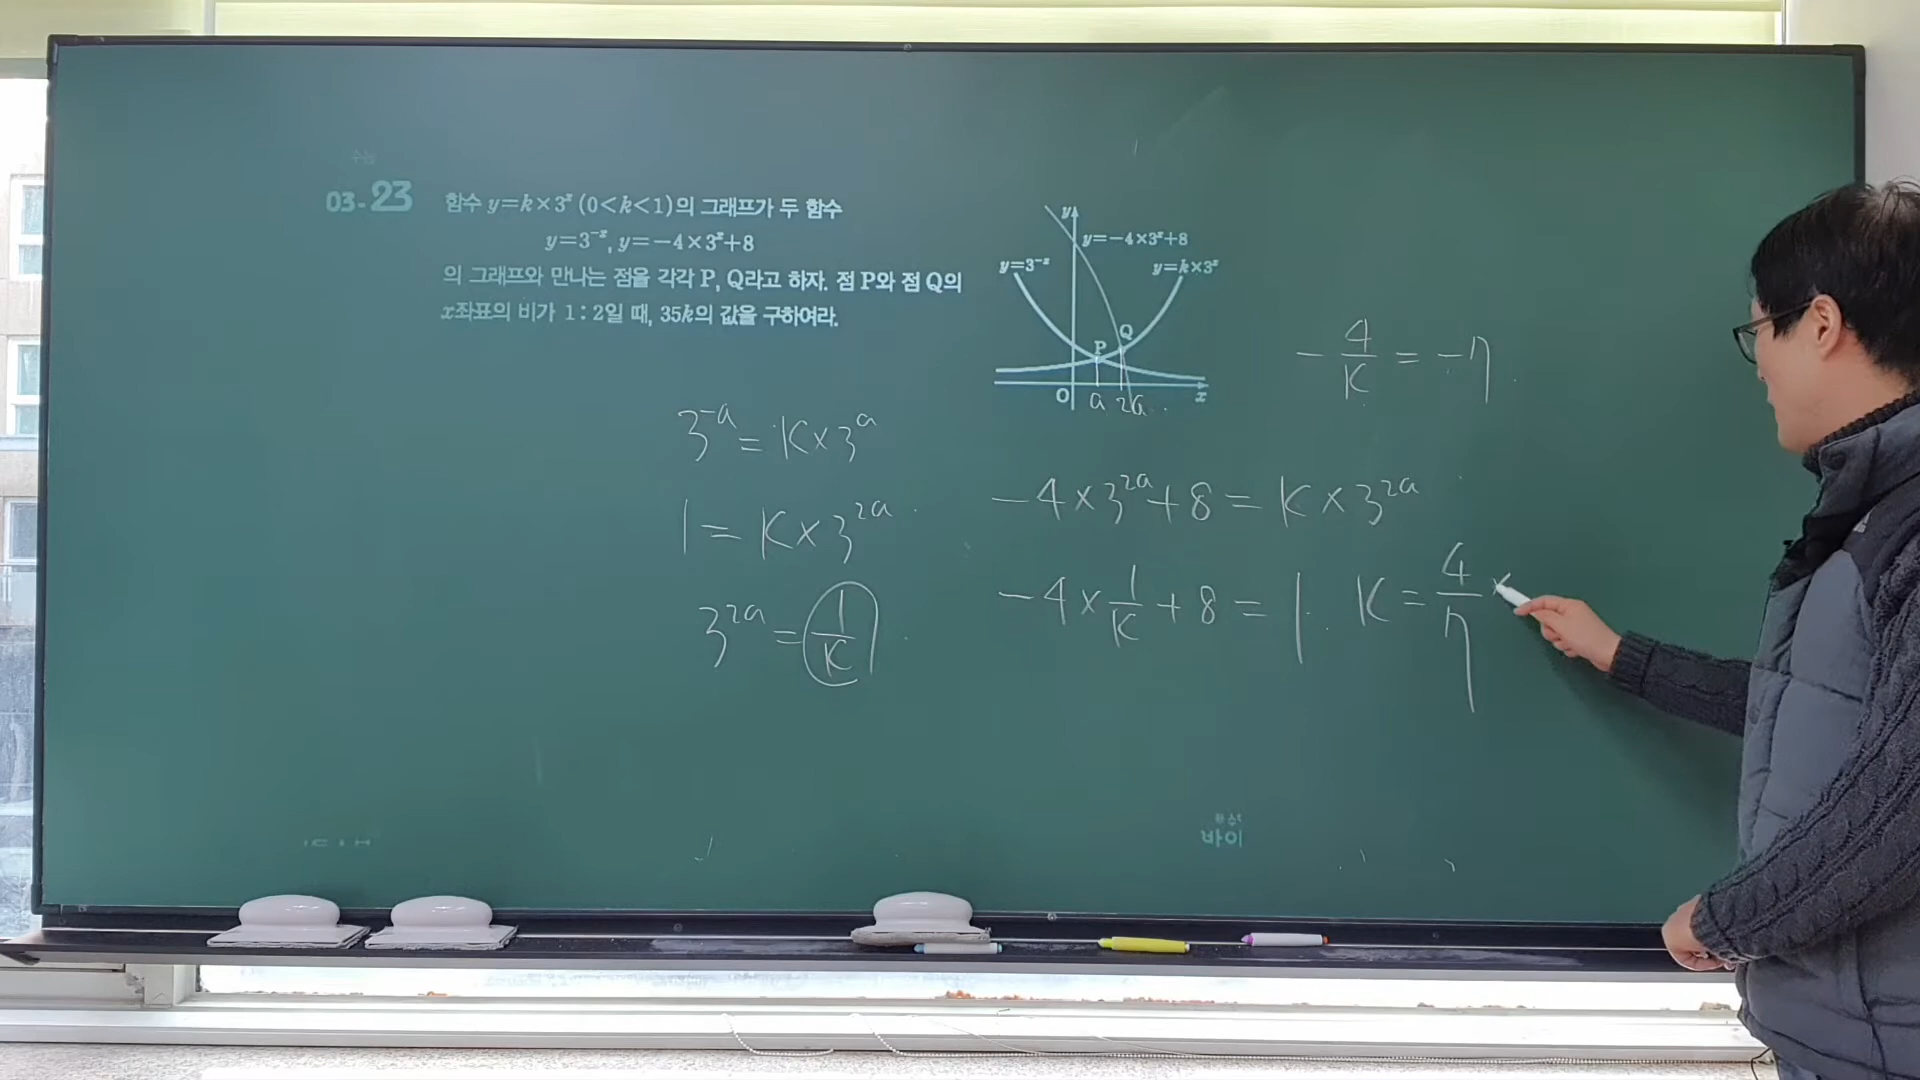 03-23
함수 y=k×3ˣ (0<k<1)의 그래프가 두 함수
y=3⁻ˣ, y=−4×3ˣ+8
의 그래프와 만나는 점을 각각 P, Q라고 하자. 점 P와 점 Q의
x좌표의 비가 1 : 2일 때, 35k의 값을 구하여라.
y
y=−4×3ˣ+8
y=3⁻ˣ
y=k×3ˣ
Q
P
O
a
2a
x
−4/K = −7
3⁻ᵃ = K×3ᵃ
1 = K×3²ᵃ
3²ᵃ = 1/K
−4×3²ᵃ+8 = K×3²ᵃ
−4×1/K+8 = 1. K = 4/7 ×
바이